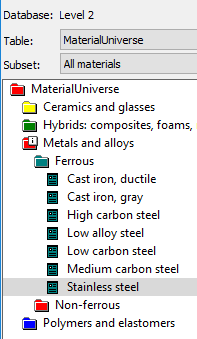 Database: Level 2
Table: MaterialUniverse
Subset: All materials
MaterialUniverse
Ceramics and glasses
Hybrids: composites, foams,
Metals and alloys
Ferrous
Cast iron, ductile
Cast iron, gray
High carbon steel
Low alloy steel
Low carbon steel
Medium carbon steel
Stainless steel
Non-ferrous
Polymers and elastomers